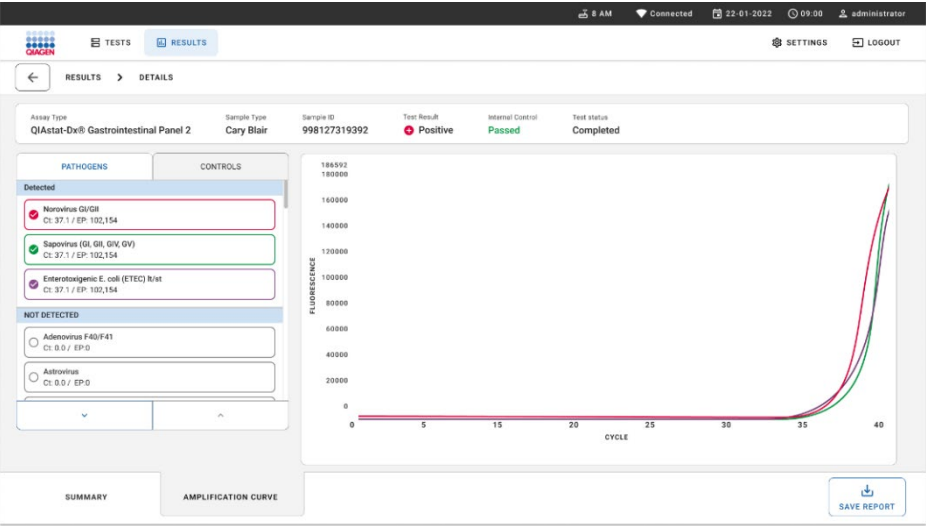 8 AM Connected 22-01-2022 09:00 administrator
QIAGEN TESTS RESULTS SETTINGS LOGOUT
RESULTS > DETAILS
Assay Type Sample Type Sample ID Test Result Internal Control Test status
QIAstat-Dx® Gastrointestinal Panel 2 Cary Blair 998127319392 Positive Passed Completed
PATHOGENS CONTROLS
Detected
Norovirus GI/GII
Ct: 37.1 / EP: 102,154
Sapovirus (GI, GII, GIV, GV)
Ct: 37.1 / EP: 102,154
Enterotoxigenic E. coli (ETEC) lt/st
Ct: 37.1 / EP: 102,154
NOT DETECTED
Adenovirus F40/F41
Ct: 0.0 / EP:0
Astrovirus
Ct: 0.0 / EP:0
FLUORESCENCE
186592
180000
160000
140000
120000
100000
80000
60000
40000
20000
0
0 5 15 20 25 30 35 40
CYCLE
SUMMARY AMPLIFICATION CURVE
SAVE REPORT